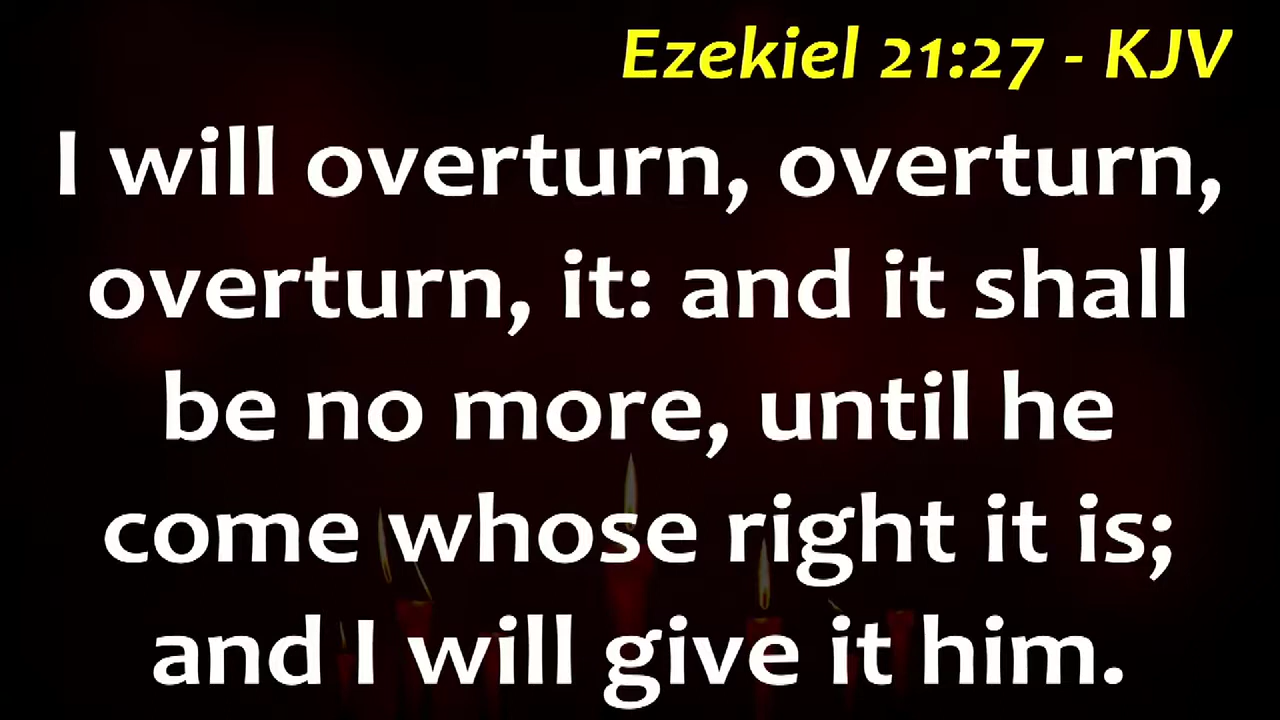 Ezekiel 21:27 - KJV
I will overturn, overturn,
overturn, it: and it shall
be no more, until he
come whose right it is;
and I will give it him.